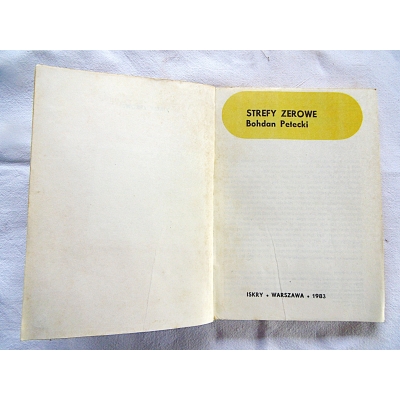 STREFY ZEROWE
Bohdan Petecki
ISKRY • WARSZAWA • 1983